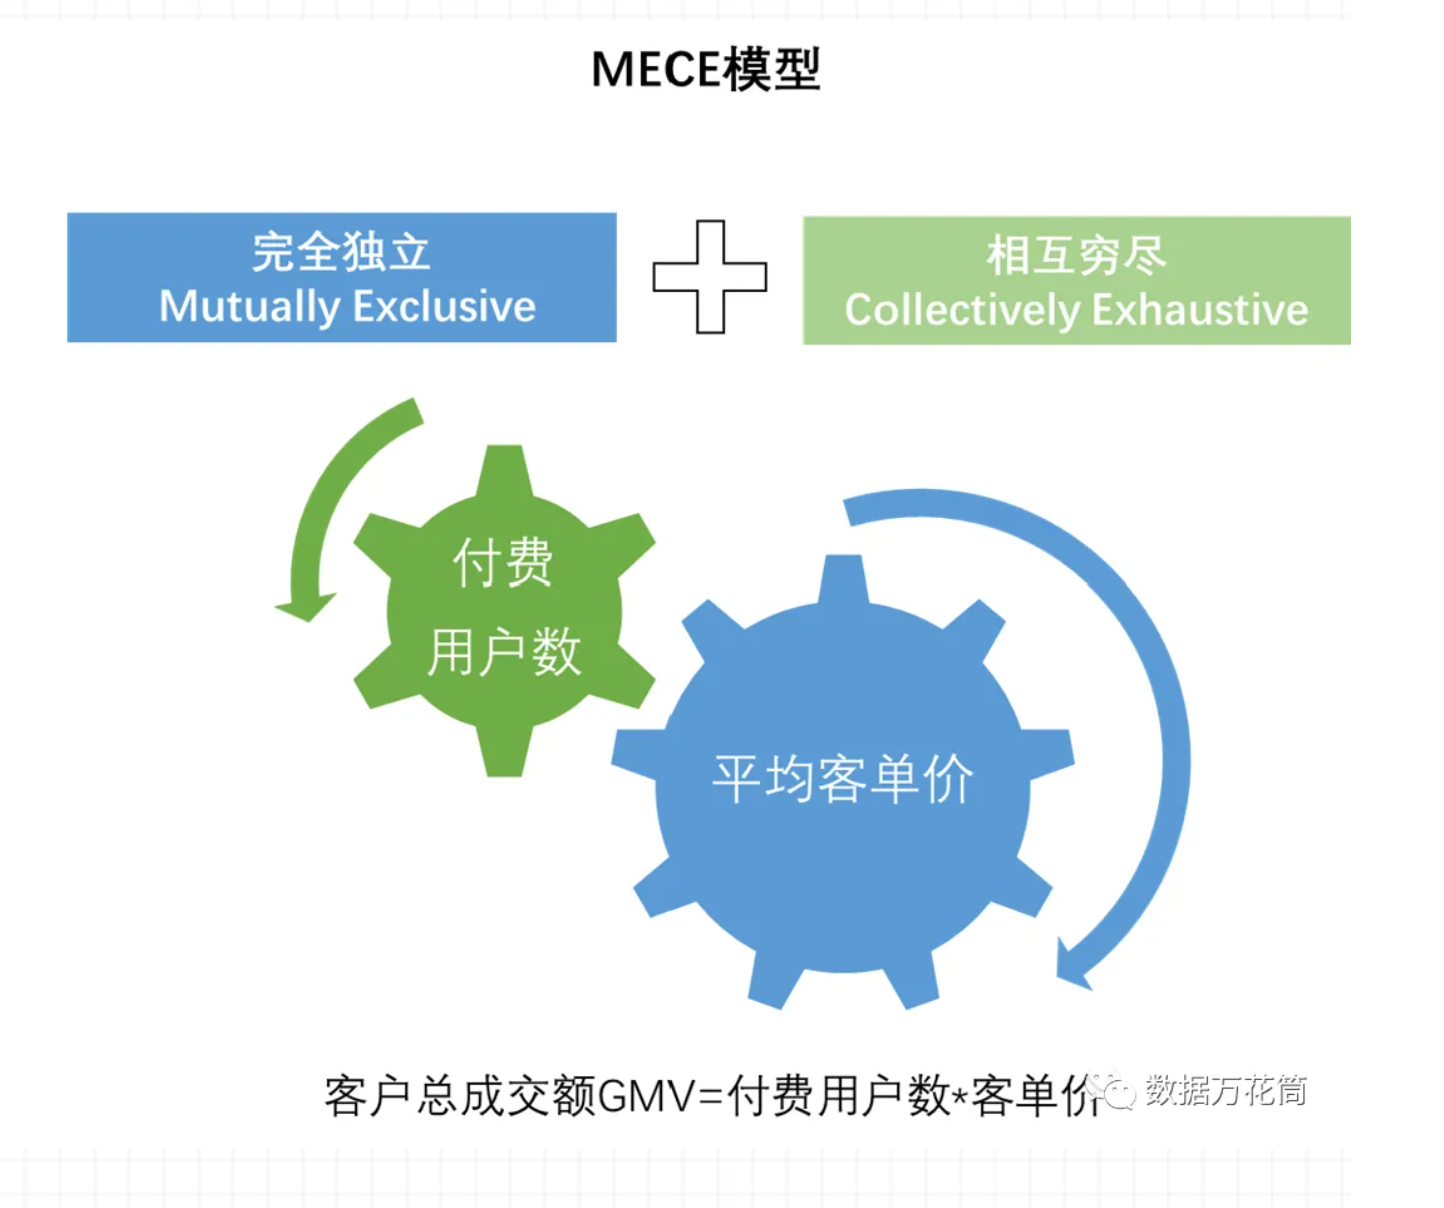 MECE模型
完全独立
Mutually Exclusive
相互穷尽
Collectively Exhaustive
付费
用户数
平均客单价
客户总成交额GMV=付费用户数*客单价
数据万花筒